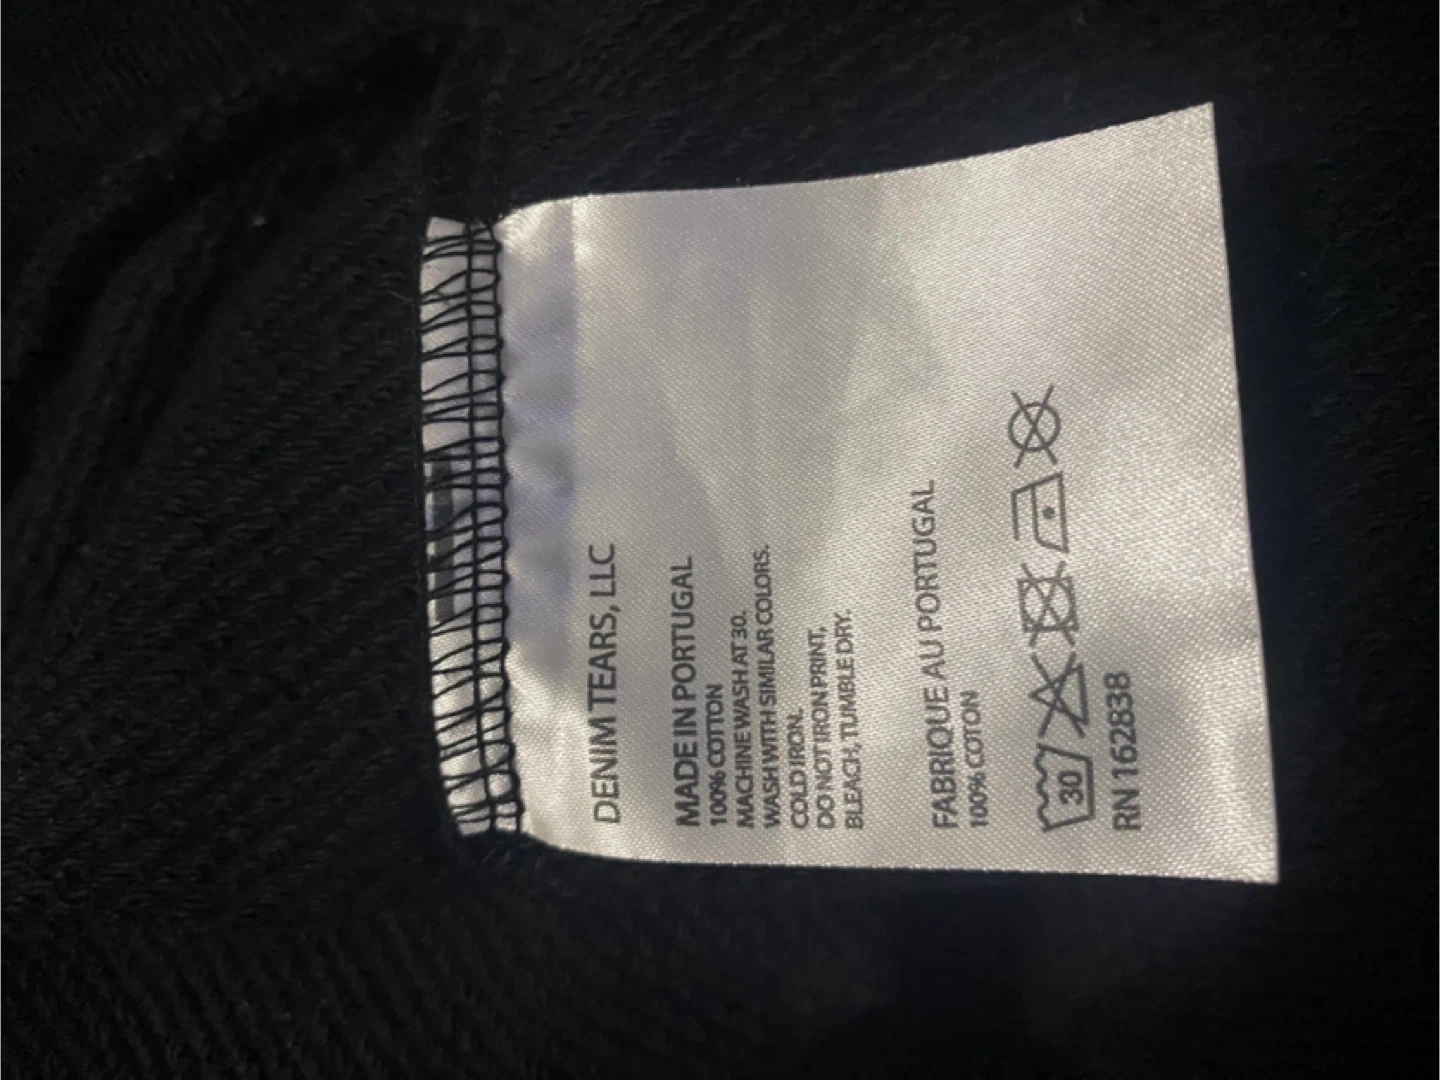 DENIM TEARS, LLC
MADE IN PORTUGAL
100% COTTON
MACHINE WASH AT 30.
WASH WITH SIMILAR COLORS.
COLD IRON.
DO NOT IRON PRINT,
BLEACH, TUMBLE DRY.
FABRIQUE AU PORTUGAL
100% COTON
30
RN 162838